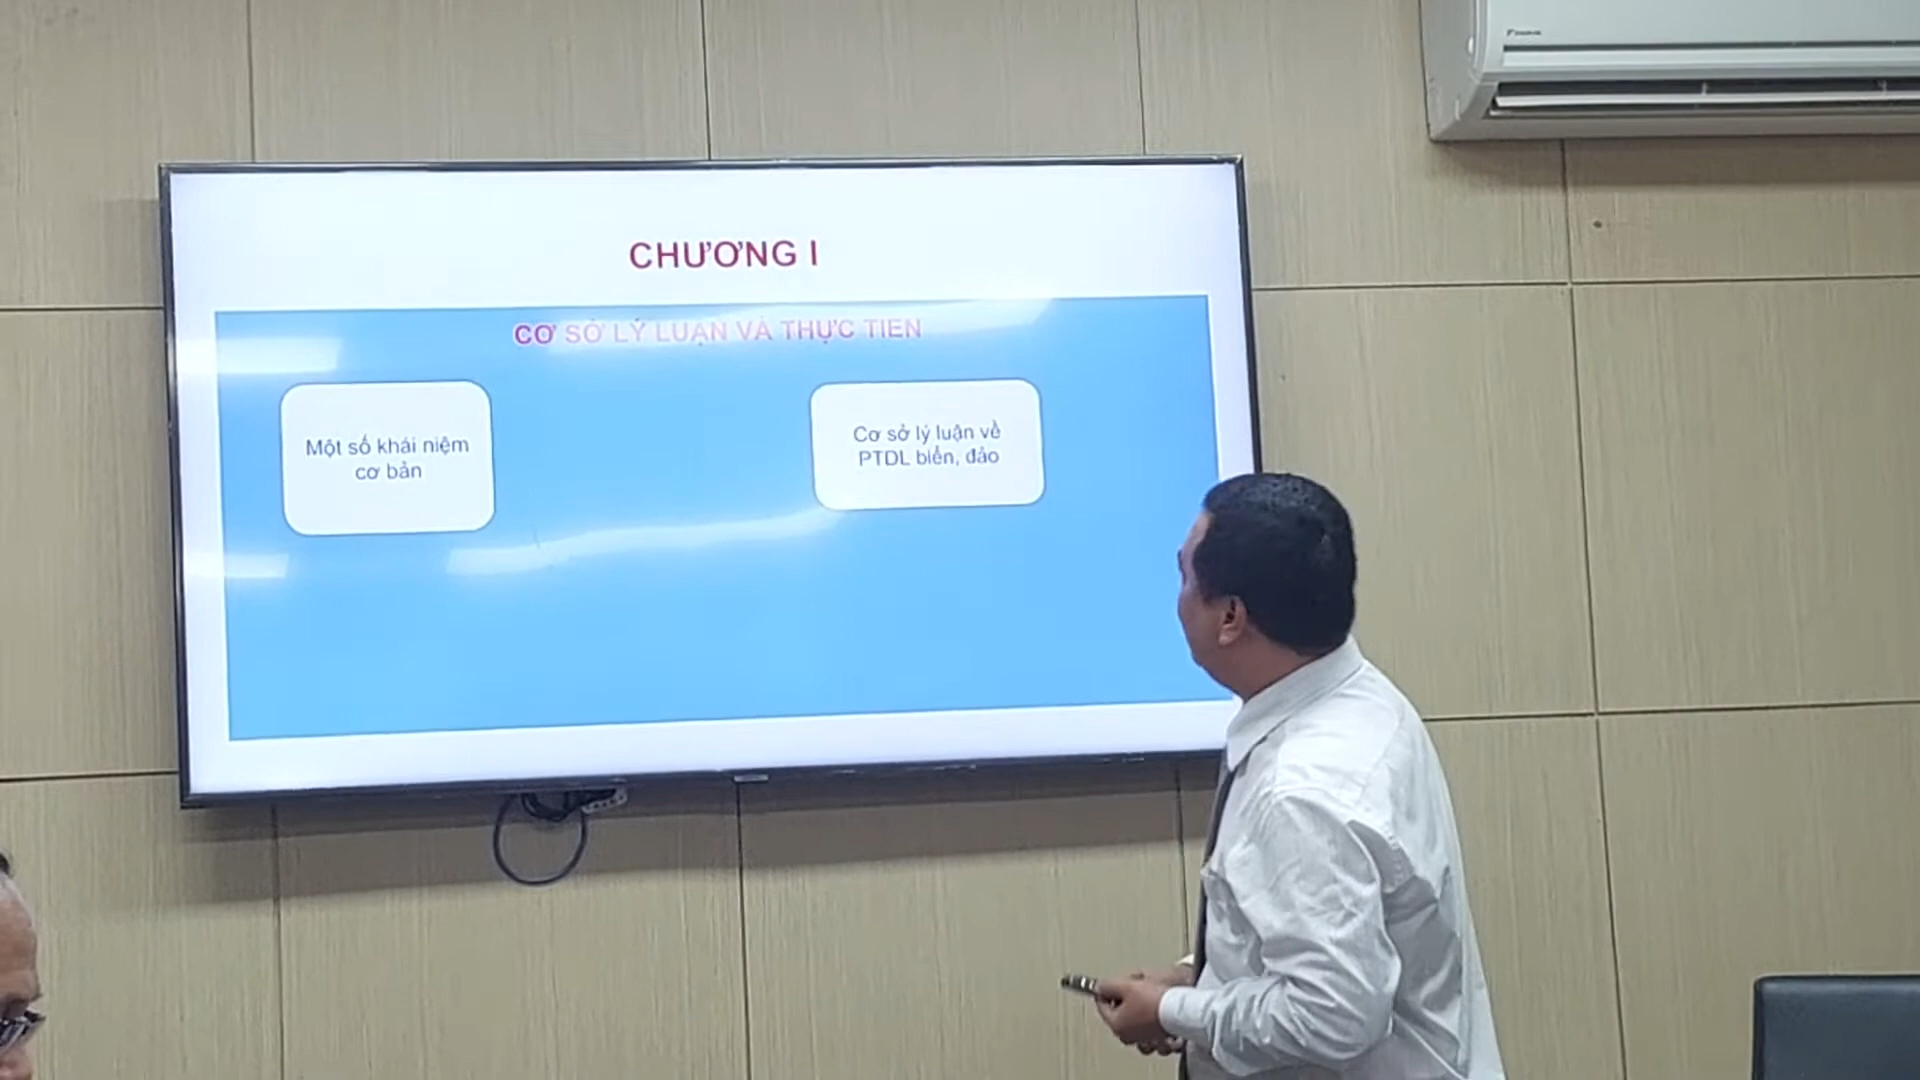 CHƯƠNG I
CƠ SỞ LÝ LUẬN VÀ THỰC TIỄN
Một số khái niệm
cơ bản
Cơ sở lý luận về
PTDL biển, đảo